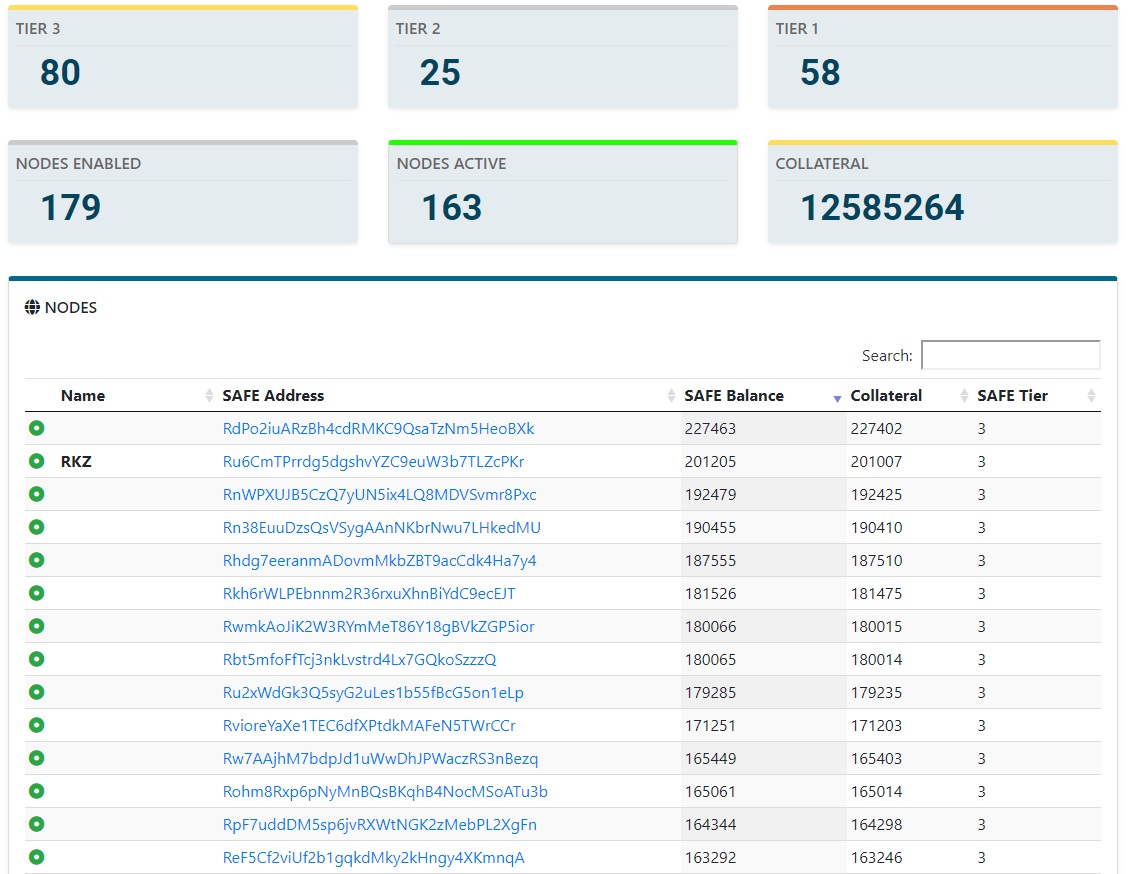 TIER 3 TIER 2 TIER 1
80 25 58
NODES ENABLED NODES ACTIVE COLLATERAL
179 163 12585264
NODES
Search:
Name SAFE Address SAFE Balance Collateral SAFE Tier
RdPo2iuARzBh4cdRMKC9QsaTzNm5HeoBXk 227463 227402 3
RKZ Ru6CmTPrrdg5dgshvYZC9euW3b7TLZcPKr 201205 201007 3
RnWPXUJB5CzQ7yUN5ix4LQ8MDVSvmr8Pxc 192479 192425 3
Rn38EuuDzsQsVSygAAnNKbrNwu7LHkedMU 190455 190410 3
Rhdg7eeranmADovmMkbZBT9acCdk4Ha7y4 187555 187510 3
Rkh6rWLPEbnnm2R36rxuXhnBiYdC9ecEJT 181526 181475 3
RwmkAoJiK2W3RYmMeT86Y18gBVkZGP5ior 180066 180015 3
Rbt5mfoFfTcj3nkLvstrd4Lx7GQkoSzzzQ 180065 180014 3
Ru2xWdGk3Q5syG2uLes1b55fBcG5on1eLp 179285 179235 3
RvioreYaXe1TEC6dfXPtdkMAFeN5TWrCCr 171251 171203 3
Rw7AAjhM7bdpJd1uWwDhJPWaczRS3nBezq 165449 165403 3
Rohm8Rxp6pNyMnBQsBKqhB4NocMSoATu3b 165061 165014 3
RpF7uddDM5sp6jvRXWtNGK2zMebPL2XgFn 164344 164298 3
ReF5Cf2viUf2b1gqkdMky2kHngy4XKmnqA 163292 163246 3